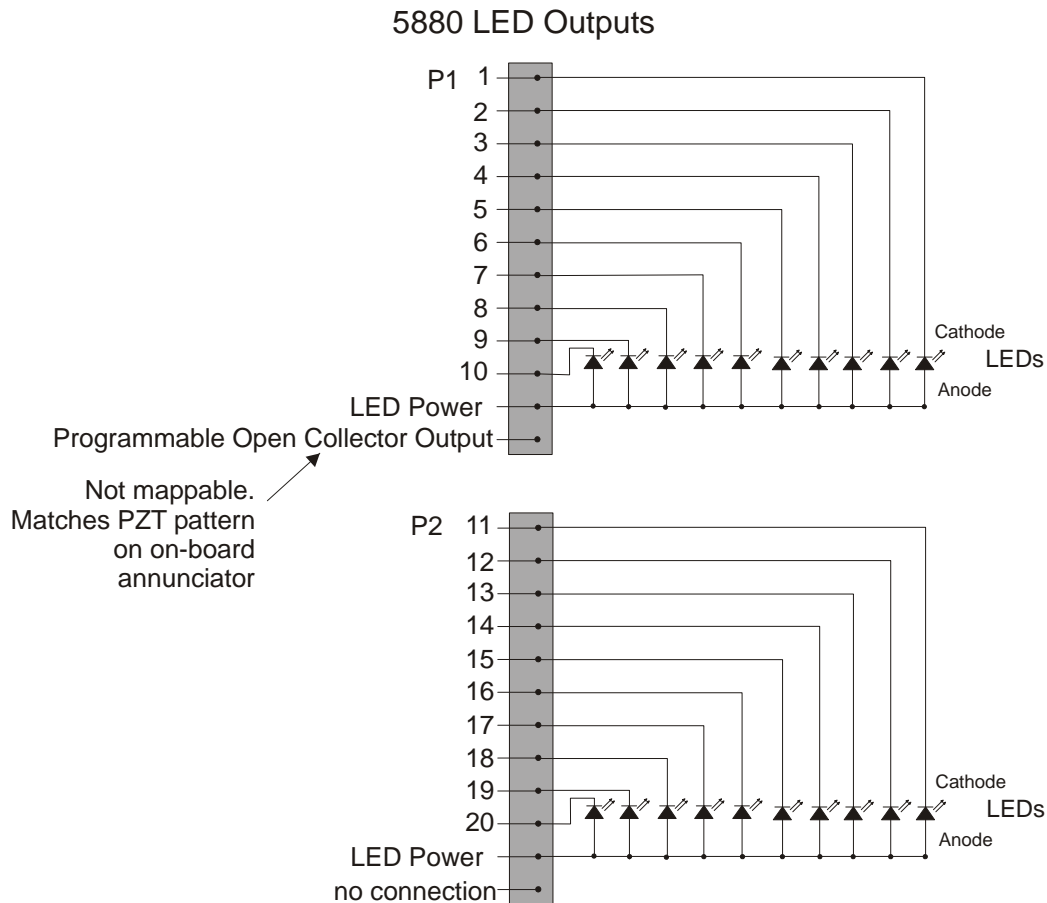 5880 LED Outputs
P1 1
2
3
4
5
6
7
8
9
10
Cathode
LEDs
Anode
LED Power
Programmable Open Collector Output
Not mappable.
Matches PZT pattern
on on-board
annunciator
P2 11
12
13
14
15
16
17
18
19
20
Cathode
LEDs
Anode
LED Power
no connection